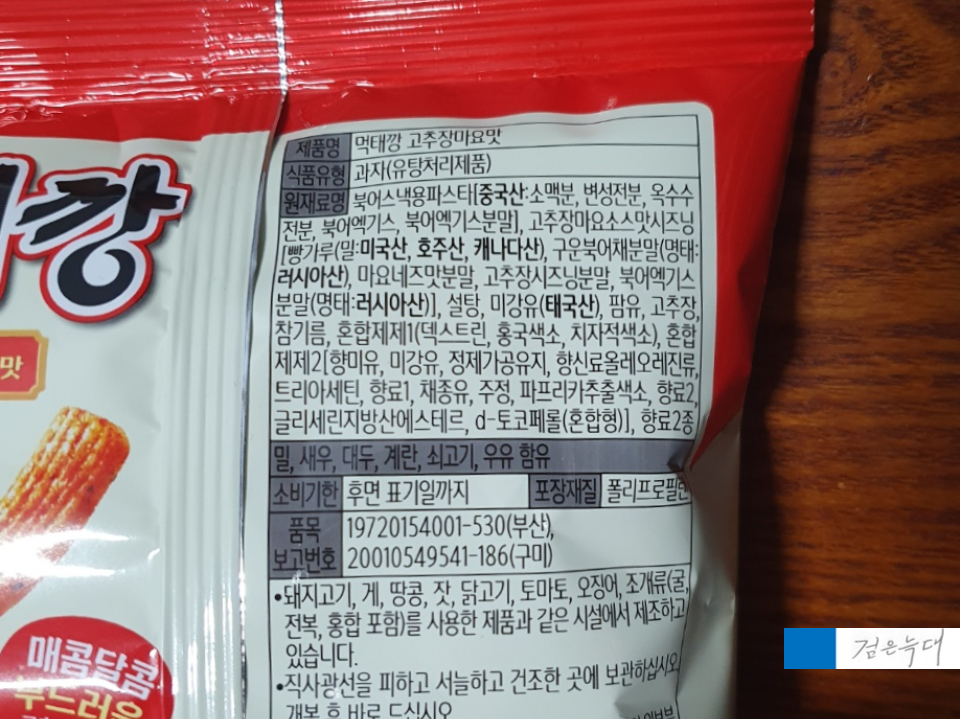 깡
맛
매콤달콤
부드러운
제품명 먹태깡 고추장마요맛
식품유형 과자(유탕처리제품)
원재료명 북어스낵용파스타[중국산:소맥분, 변성전분, 옥수수
전분, 북어엑기스, 북어엑기스분말], 고추장마요소스맛시즈닝
[빵가루(밀:미국산, 호주산, 캐나다산), 구운북어채분말(명태:
러시아산), 마요네즈맛분말, 고추장시즈닝분말, 북어엑기스
분말(명태:러시아산)], 설탕, 미강유(태국산), 팜유, 고추장,
참기름, 혼합제제1(덱스트린, 홍국색소, 치자적색소), 혼합
제제2[향미유, 미강유, 정제가공유지, 향신료올레오레진류,
트리아세틴, 향료1, 채종유, 주정, 파프리카추출색소, 향료2,
글리세린지방산에스테르, d-토코페롤(혼합형)], 향료2종
밀, 새우, 대두, 계란, 쇠고기, 우유 함유
소비기한 후면 표기일까지 포장재질 폴리프로필렌
품목 19720154001-530(부산),
보고번호 20010549541-186(구미)
•돼지고기, 게, 땅콩, 잣, 닭고기, 토마토, 오징어, 조개류(굴,
전복, 홍합 포함)를 사용한 제품과 같은 시설에서 제조하고
있습니다.
•직사광선을 피하고 서늘하고 건조한 곳에 보관하십시오.
개봉 후 바로 드십시오
검은늑대